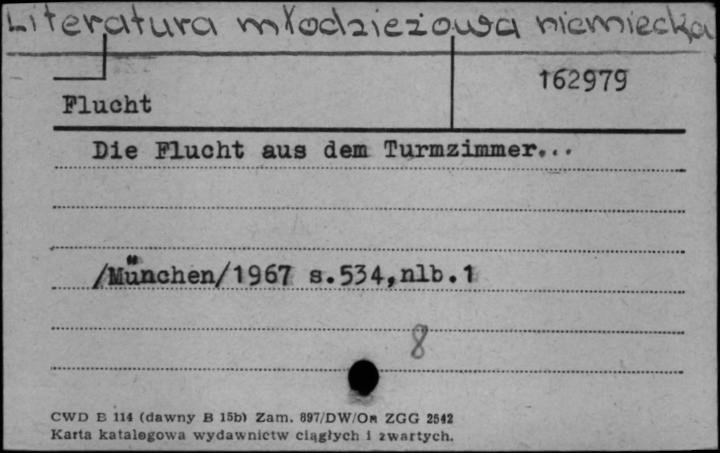 Literatura młodzieżowa niemiecka
162979
Flucht
Die Flucht aus dem Turmzimmer...
/München/1967 s.534,nlb.1
8
CWD E 114 (dawny B 15b) Zam. 897/DW/Om ZGG 2542
Karta katalogowa wydawnictw ciągłych i zwartych.